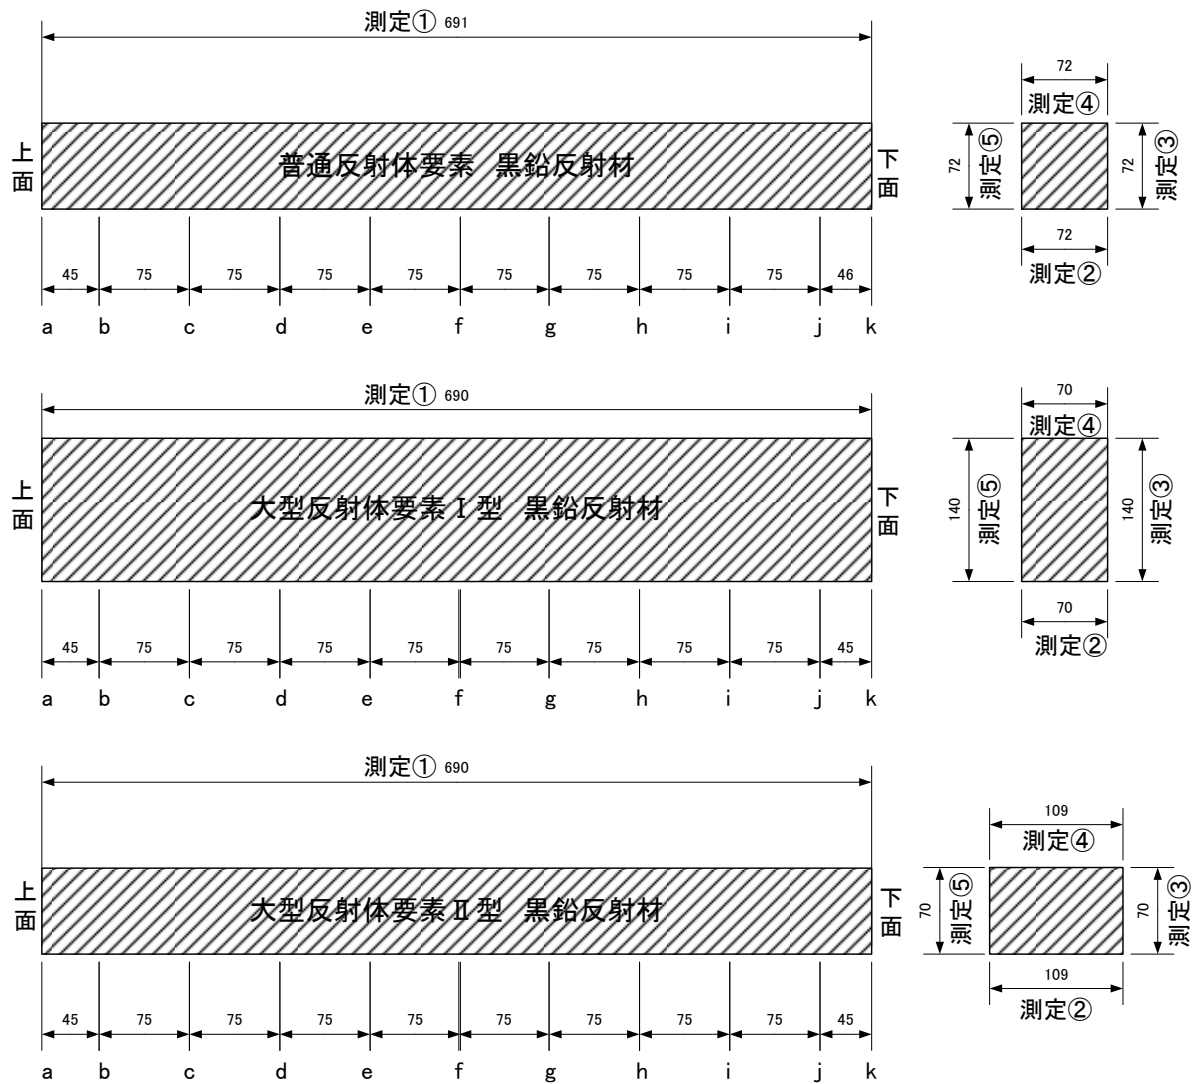 測定① 691
上面
普通反射体要素 黒鉛反射材
下面
45 75 75 75 75 75 75 75 75 46
a b c d e f g h i j k
72
測定④
72
測定⑤
72
測定③
72
測定②
測定① 690
上面
大型反射体要素Ⅰ型 黒鉛反射材
下面
45 75 75 75 75 75 75 75 75 45
a b c d e f g h i j k
70
測定④
140
測定⑤
140
測定③
70
測定②
測定① 690
上面
大型反射体要素Ⅱ型 黒鉛反射材
下面
45 75 75 75 75 75 75 75 75 45
a b c d e f g h i j k
109
測定④
70
測定⑤
70
測定③
109
測定②